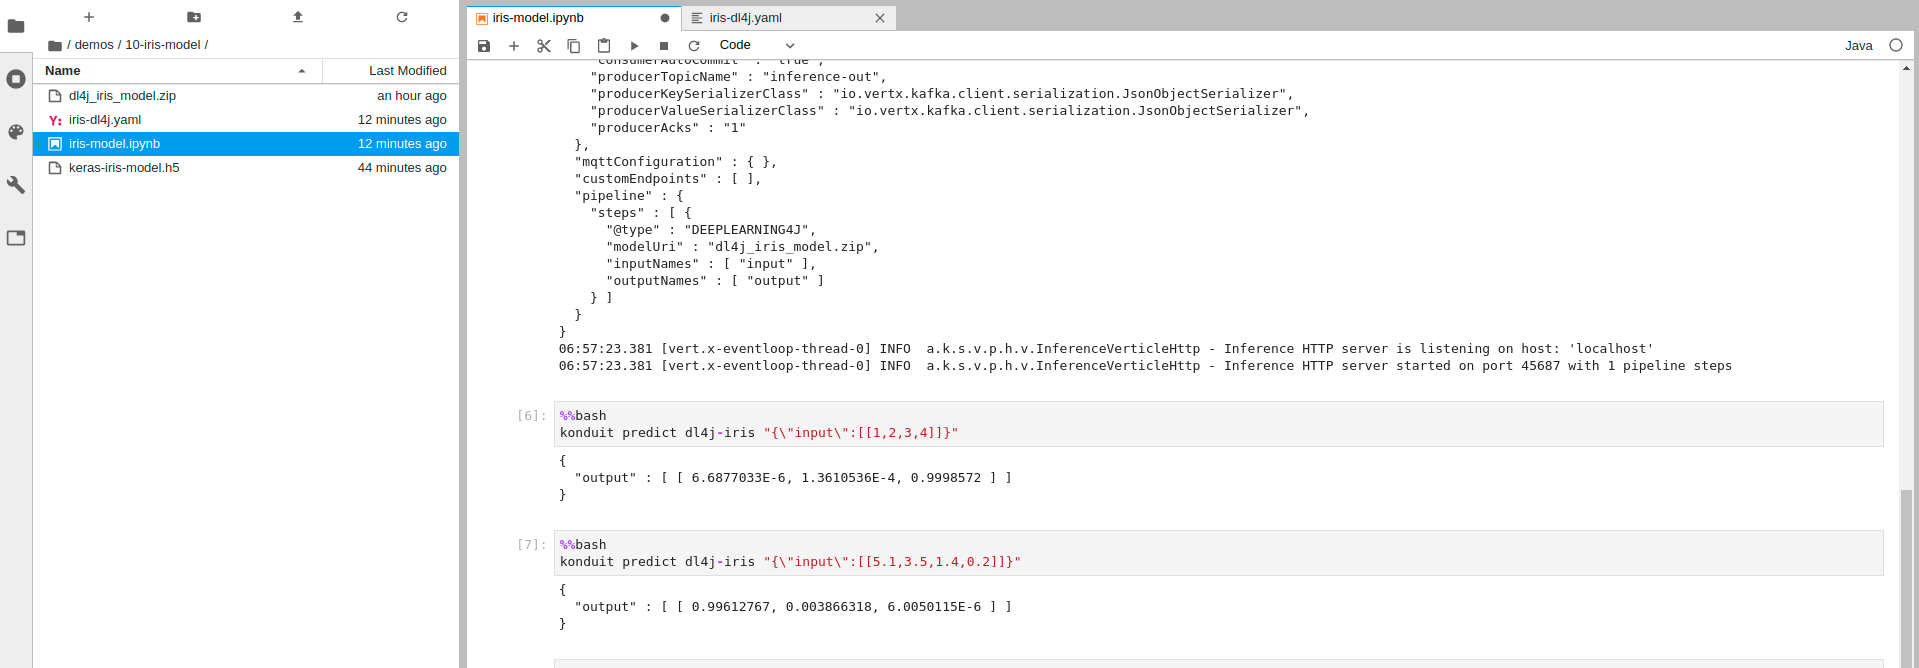 / demos / 10-iris-model /
Name Last Modified
dl4j_iris_model.zip an hour ago
iris-dl4j.yaml 12 minutes ago
iris-model.ipynb 12 minutes ago
keras-iris-model.h5 44 minutes ago
iris-model.ipynb iris-dl4j.yaml
Code Java
"consumerAutoCommit" : "true",
"producerTopicName" : "inference-out",
"producerKeySerializerClass" : "io.vertx.kafka.client.serialization.JsonObjectSerializer",
"producerValueSerializerClass" : "io.vertx.kafka.client.serialization.JsonObjectSerializer",
"producerAcks" : "1"
},
"mqttConfiguration" : { },
"customEndpoints" : [ ],
"pipeline" : {
"steps" : [ {
"@type" : "DEEPLEARNING4J",
"modelUri" : "dl4j_iris_model.zip",
"inputNames" : [ "input" ],
"outputNames" : [ "output" ]
} ]
}
}
06:57:23.381 [vert.x-eventloop-thread-0] INFO  a.k.s.v.p.h.v.InferenceVerticleHttp - Inference HTTP server is listening on host: 'localhost'
06:57:23.381 [vert.x-eventloop-thread-0] INFO  a.k.s.v.p.h.v.InferenceVerticleHttp - Inference HTTP server started on port 45687 with 1 pipeline steps
[6]: %%bash
konduit predict dl4j-iris "{\"input\":[[1,2,3,4]]}"
{
"output" : [ [ 6.6877033E-6, 1.3610536E-4, 0.9998572 ] ]
}
[7]: %%bash
konduit predict dl4j-iris "{\"input\":[[5.1,3.5,1.4,0.2]]}"
{
"output" : [ [ 0.99612767, 0.003866318, 6.0050115E-6 ] ]
}